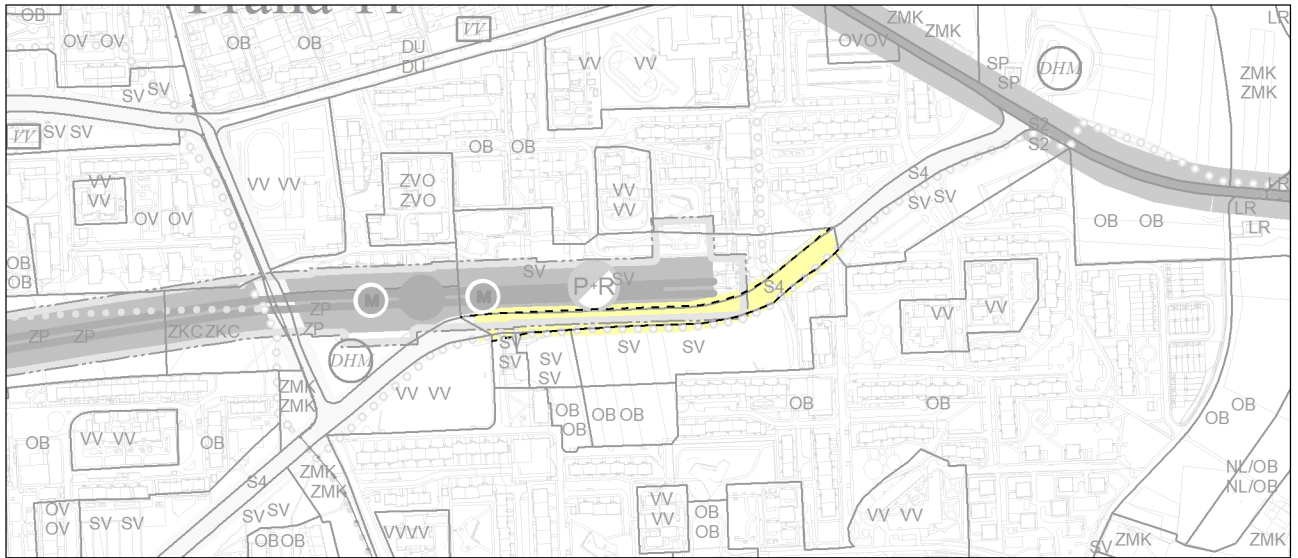 Praha 11
OB
OV OV
OB
OB
VV
DU
DU
VV
VV
ZMK
ZMK
OVOV
LR
SP
SP
DHM
ZMK
ZMK
SV SV
VV
SV SV
OB
OB
S2
S2
VV
VV
OV OV
VV VV
ZVO
ZVO
VV
VV
S4
SV SV
LR
LR
LR
OB OB
OB
OB
SV
SV
P+R
M
M
S4
ZP
ZP
ZP
ZP
ZKC ZKC
VV
VV
DHM
SV
SV
SV
SV
SV
SV
ZMK
ZMK
VV VV
OB
OB
OB OB
OB
OB
OB
OB
OB
VV VV
OB
S4
ZMK
ZMK
NL/OB
NL/OB
OV
OV
SV SV
SV SV
OBOB
VVVV
VV
VV
OB
OB
VV VV
SV
ZMK
ZMK